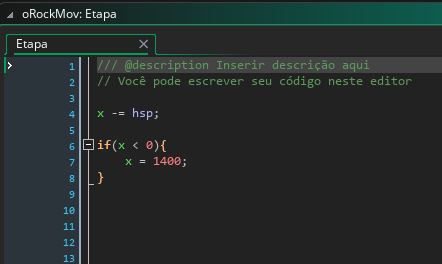 oRockMov: Etapa
Etapa
1 /// @description Inserir descrição aqui
2 // Você pode escrever seu código neste editor
3
4 x -= hsp;
5
6 if(x < 0){
7 x = 1400;
8 }
9
10
11
12
13